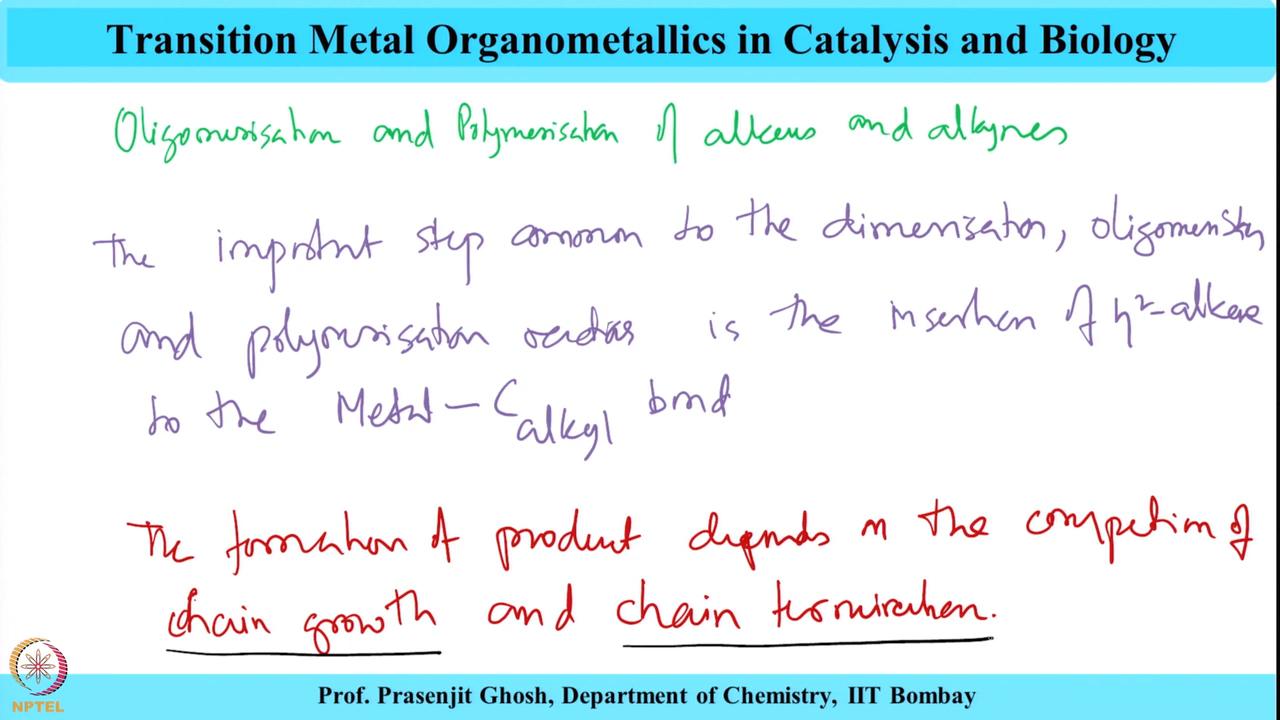 Transition Metal Organometallics in Catalysis and Biology
Oligomerisation and Polymerisation of alkenes and alkynes
The important step common to the dimerisation, oligomerisation
and polymerisation reactions is the insertion of η²-alkene
to the Metal-C alkyl bond
The formation of product depends on the competion of
chain growth and chain termination.
NPTEL
Prof. Prasenjit Ghosh, Department of Chemistry, IIT Bombay